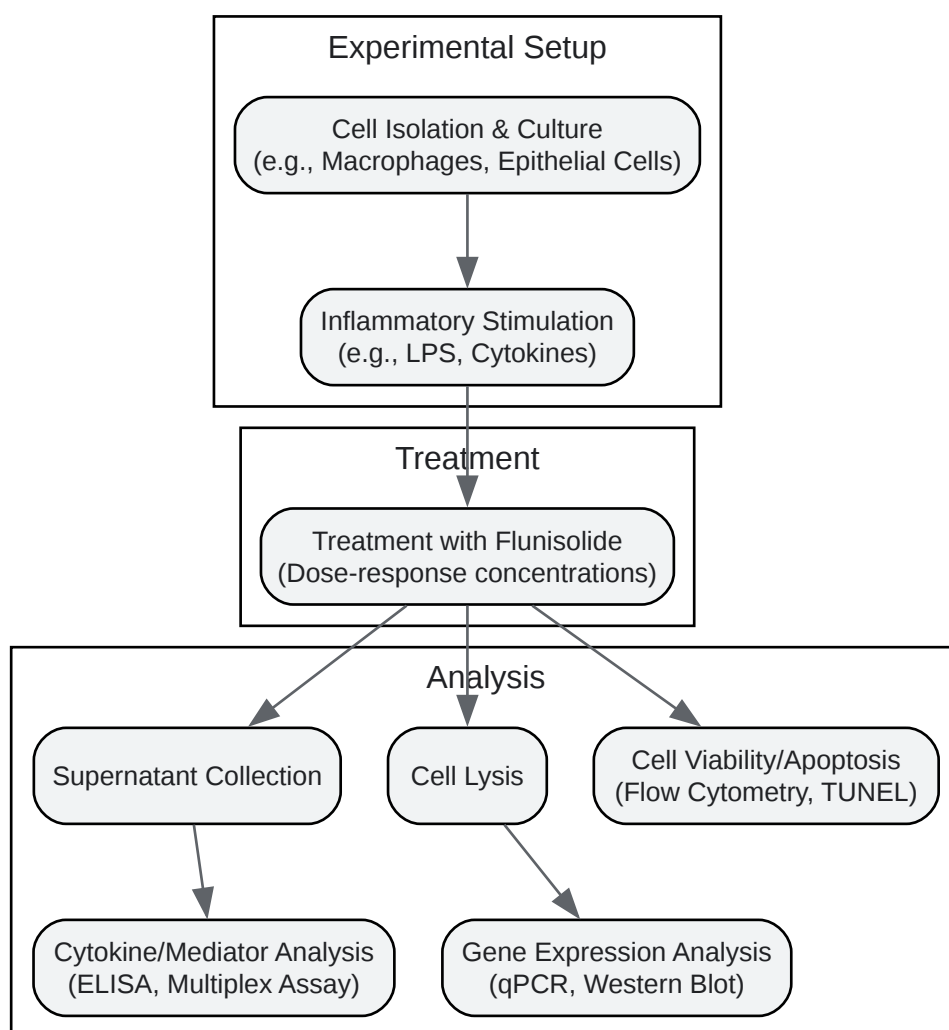 Experimental Setup
Cell Isolation & Culture
(e.g., Macrophages, Epithelial Cells)
Inflammatory Stimulation
(e.g., LPS, Cytokines)
Treatment
Treatment with Flunisolide
(Dose-response concentrations)
Analysis
Supernatant Collection
Cell Lysis
Cell Viability/Apoptosis
(Flow Cytometry, TUNEL)
Cytokine/Mediator Analysis
(ELISA, Multiplex Assay)
Gene Expression Analysis
(qPCR, Western Blot)